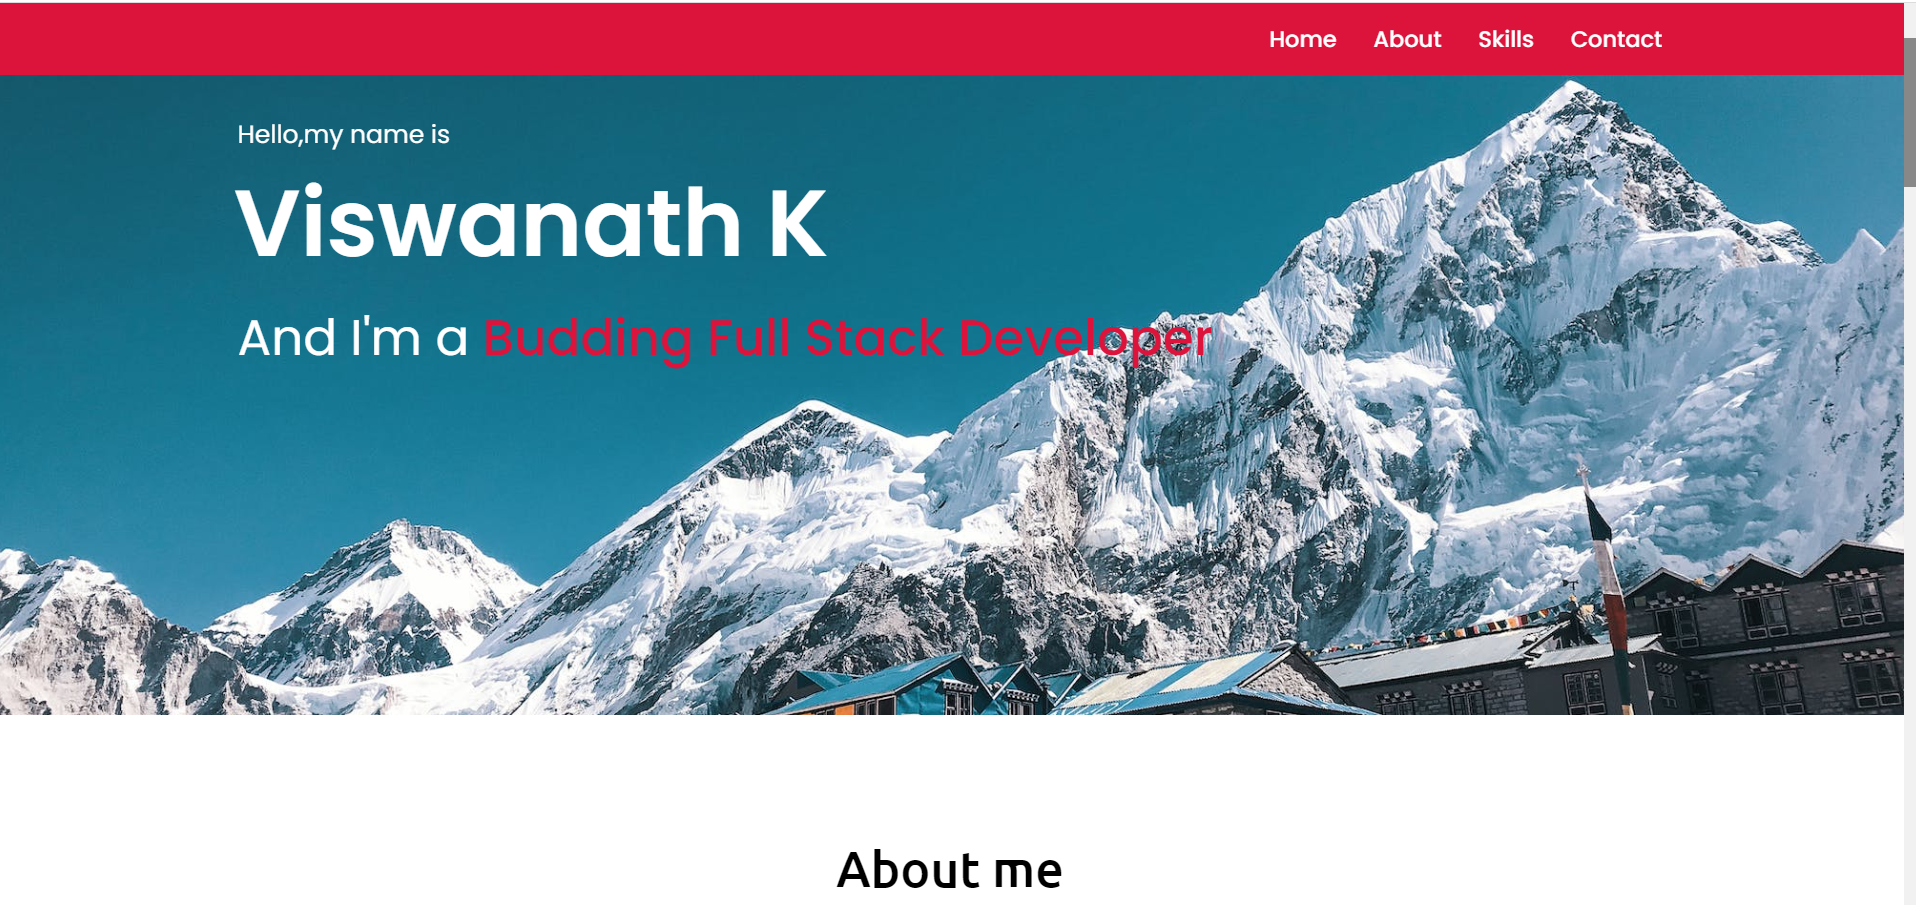 Home About Skills Contact
Hello,my name is
Viswanath K
And I'm a Budding Full Stack Developer
About me